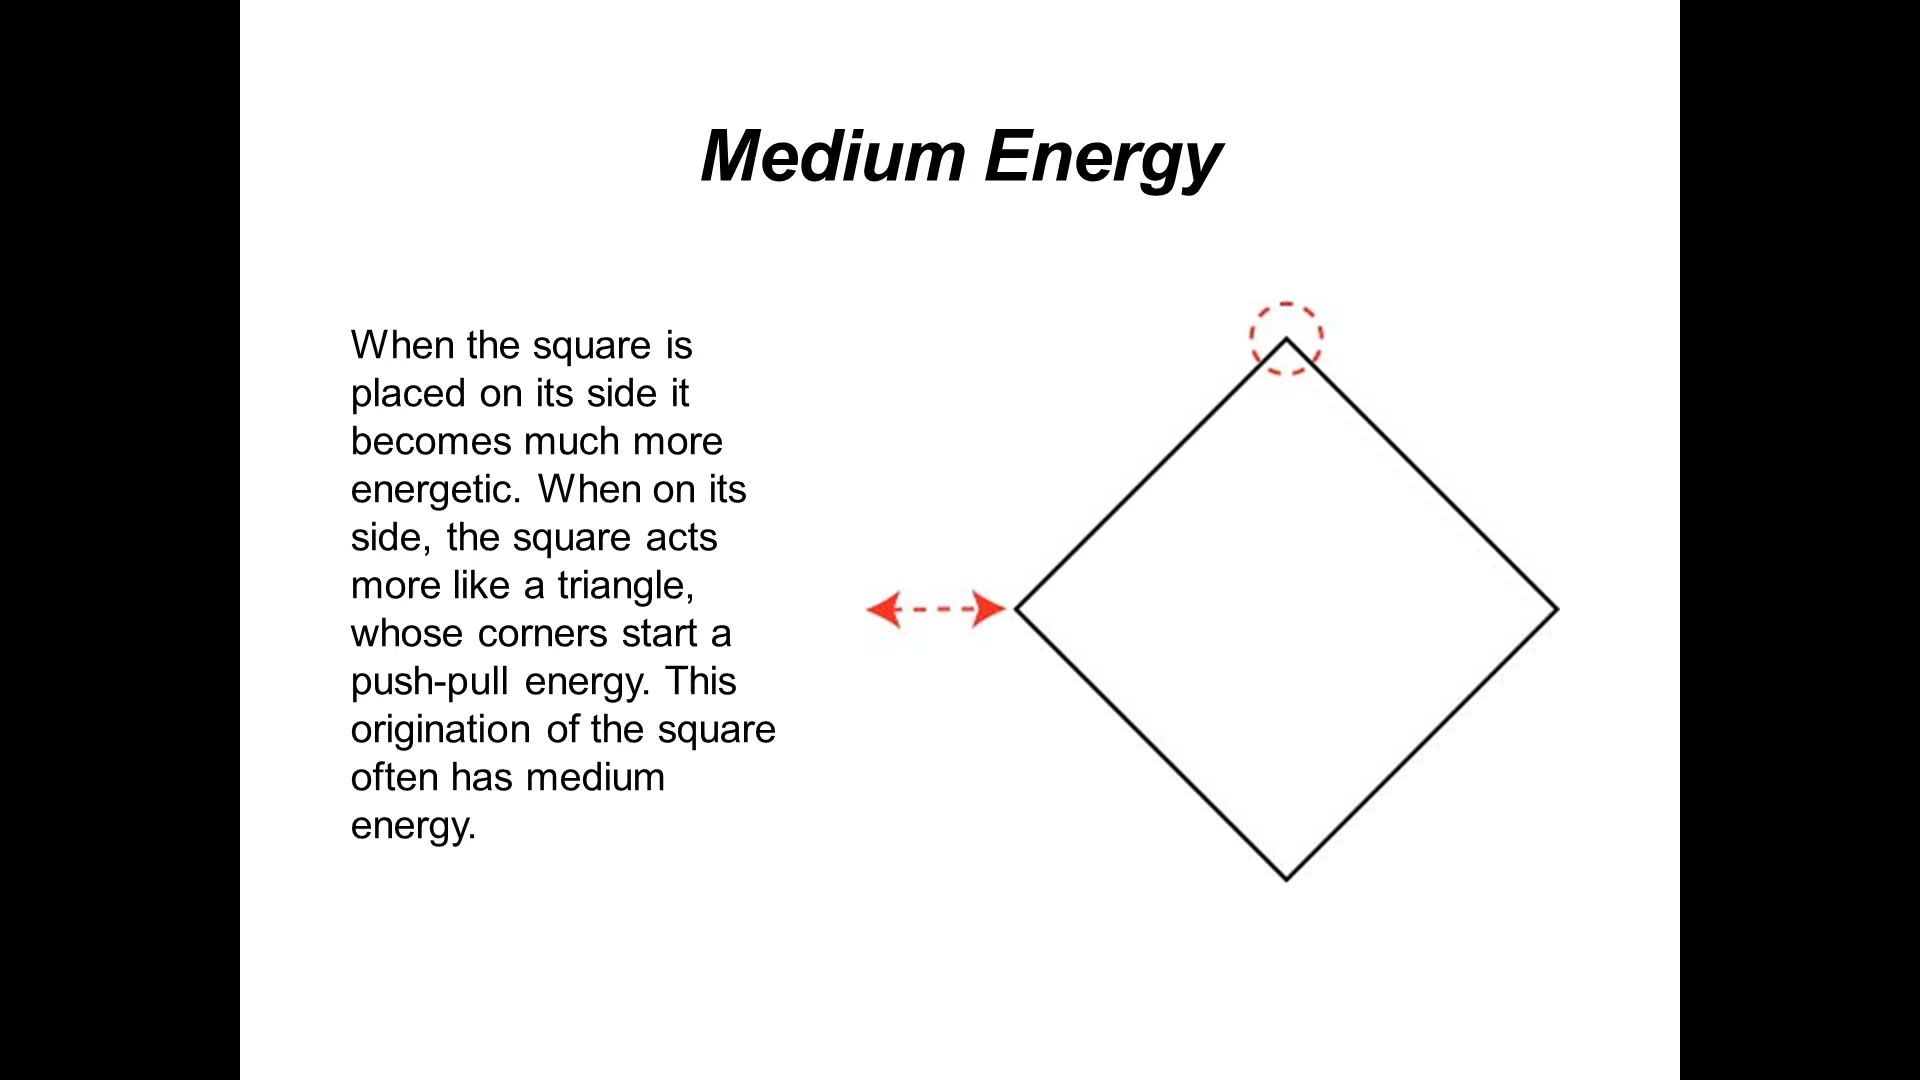 Medium Energy
When the square is
placed on its side it
becomes much more
energetic. When on its
side, the square acts
more like a triangle,
whose corners start a
push-pull energy. This
origination of the square
often has medium
energy.